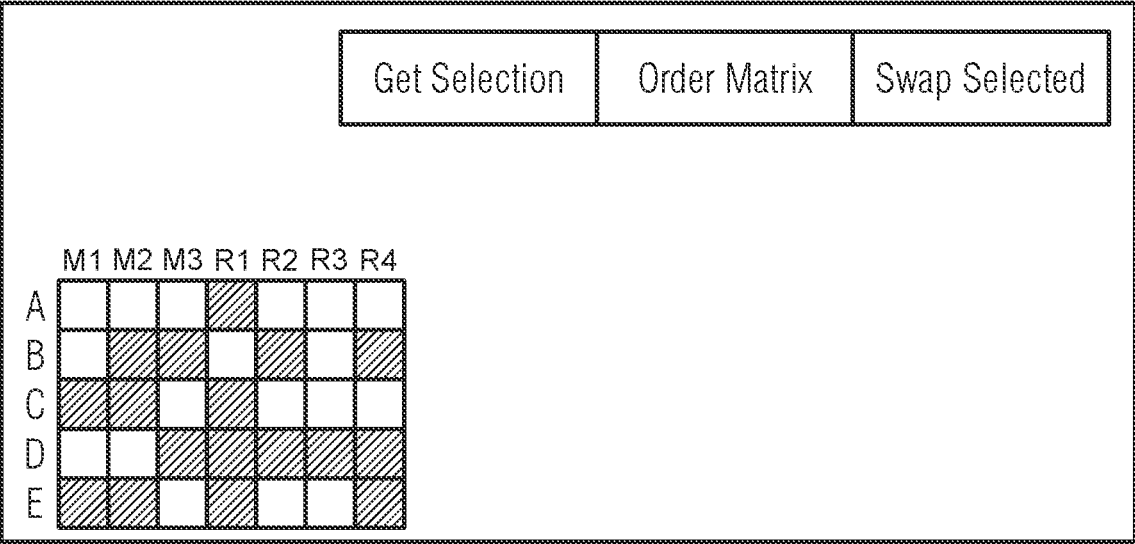 Get Selection Order Matrix Swap Selected
M1 M2 M3 R1 R2 R3 R4
A
B
C
D
E